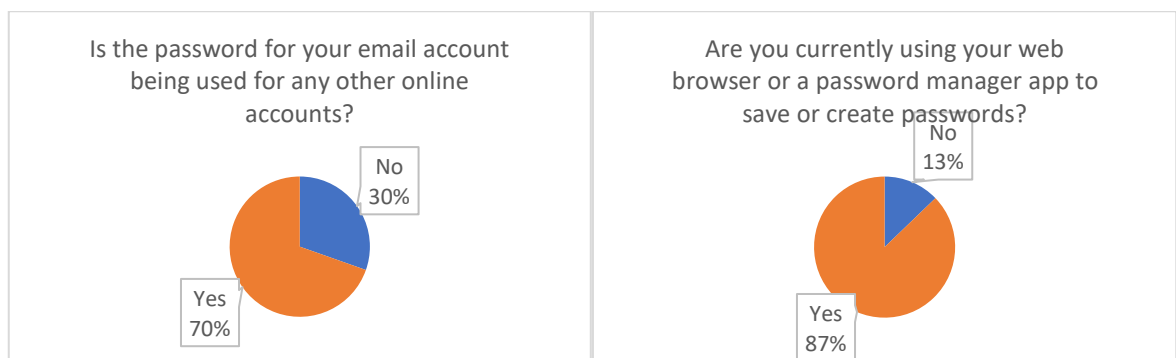 Is the password for your email account
being used for any other online
accounts?
No
30%
Yes
70%
Are you currently using your web
browser or a password manager app to
save or create passwords?
No
13%
Yes
87%